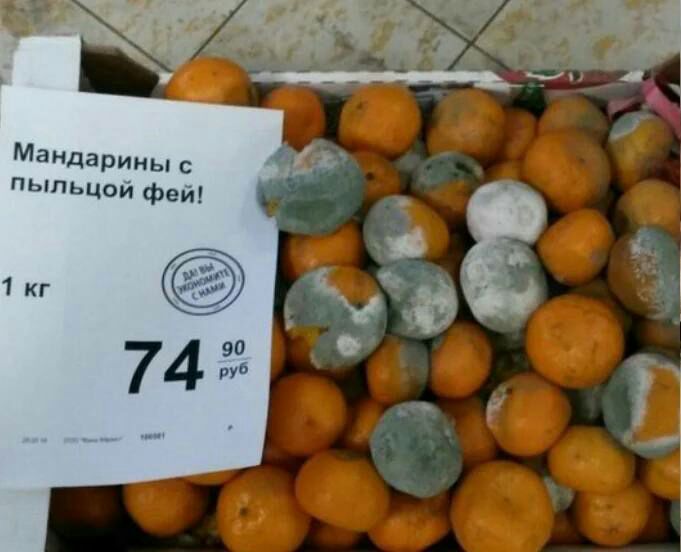 Мандарины с
пыльцой фей!
1 кг
ДА! ВЫ
ЭКОНОМИТЕ
С НАМИ
74 90
руб